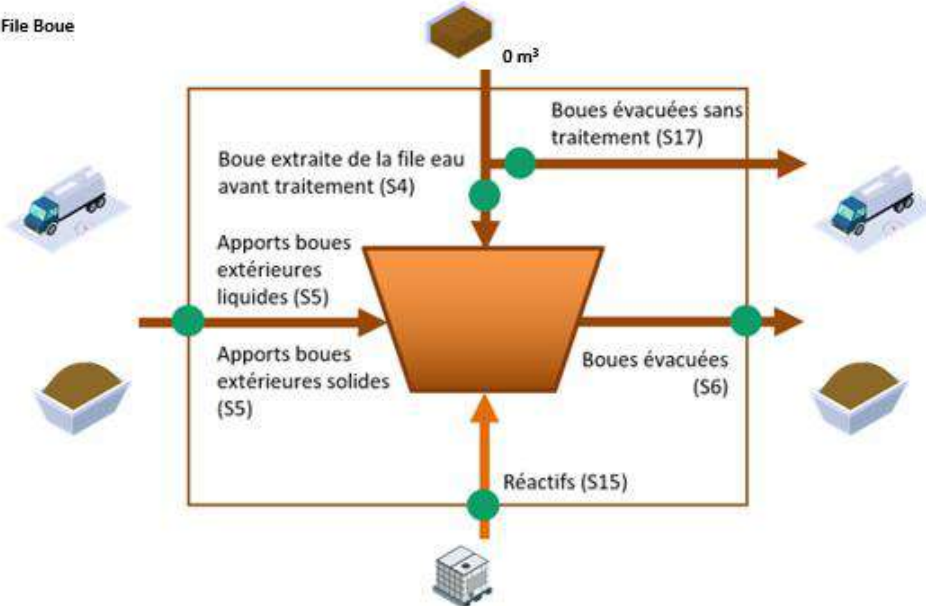 File Boue
0 m³
Boues évacuées sans
traitement (S17)
Boue extraite de la file eau
avant traitement (S4)
Apports boues
extérieures
liquides (S5)
Apports boues
extérieures solides
(S5)
Boues évacuées
(S6)
Réactifs (S15)